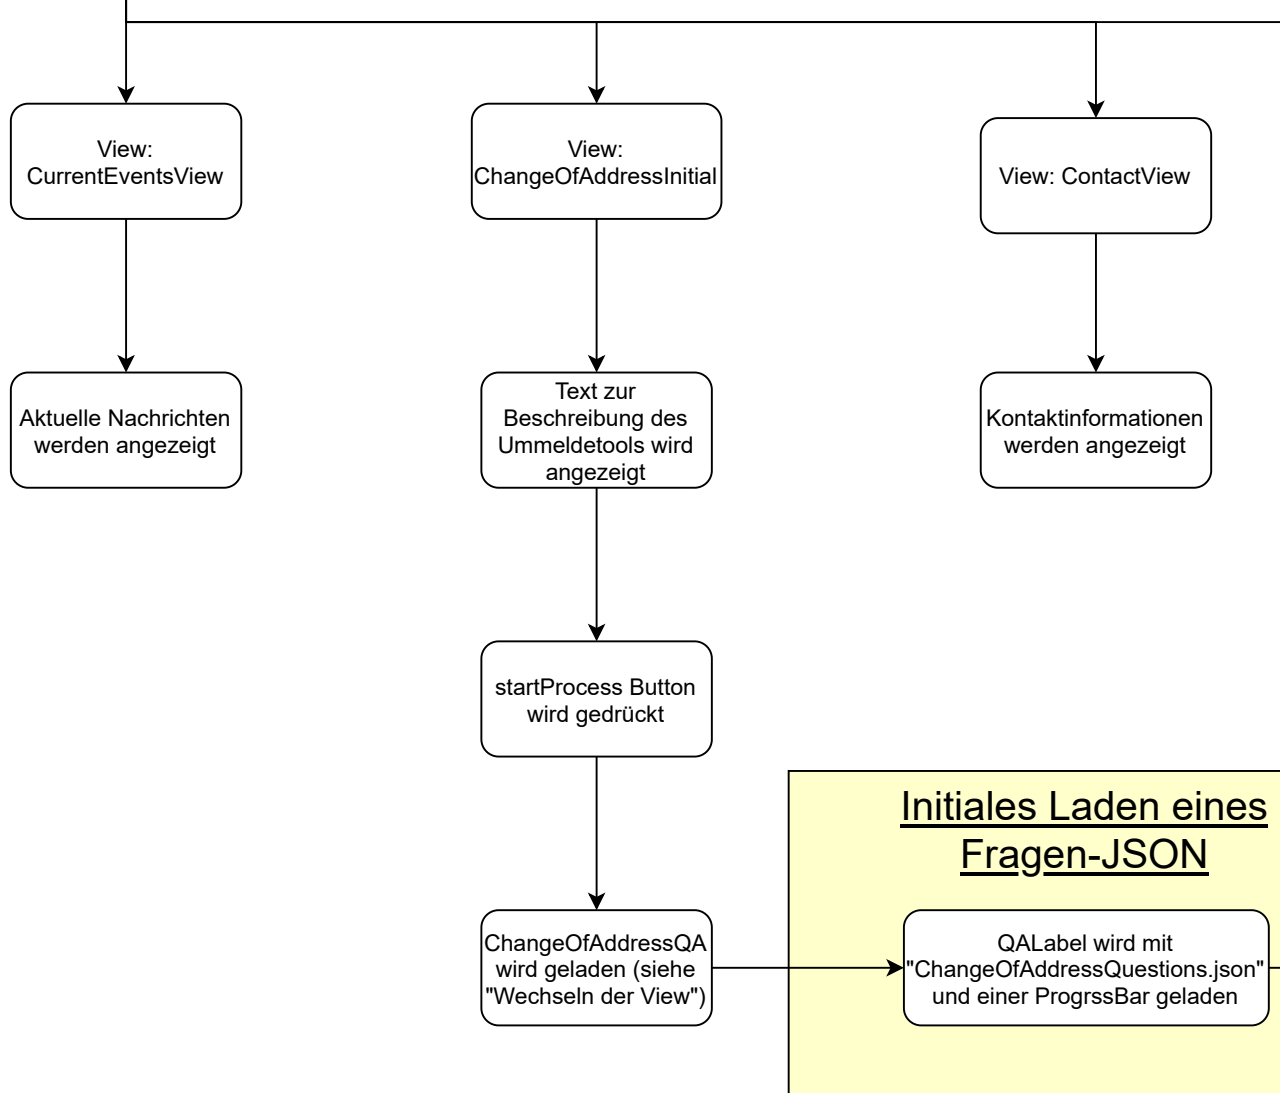 View:
CurrentEventsView
View:
ChangeOfAddressInitial
View: ContactView
Aktuelle Nachrichten
werden angezeigt
Text zur
Beschreibung des
Ummeldetools wird
angezeigt
Kontaktinformationen
werden angezeigt
startProcess Button
wird gedrückt
Initiales Laden eines
Fragen-JSON
ChangeOfAddressQA
wird geladen (siehe
"Wechseln der View")
QALabel wird mit
"ChangeOfAddressQuestions.json"
und einer ProgrssBar geladen